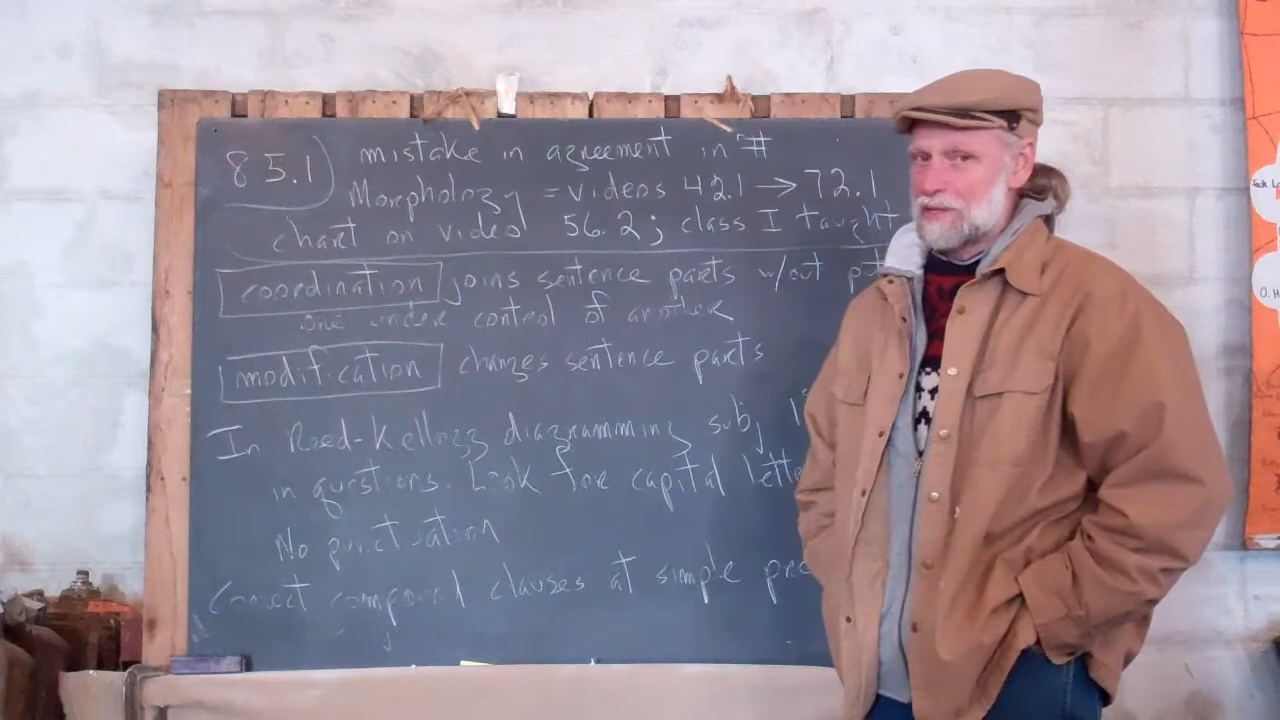 85.1) mistake in agreement in #
Morphology = videos 42.1 → 72.1
chart on video 56.2; class I taught
coordination joins sentence parts w/out
one under control of another
modification changes sentence parts
In Reed-Kellogg diagramming subj
in questions. Look for capital
No punctuation
Connect compound clauses at simple
Jack
O. H